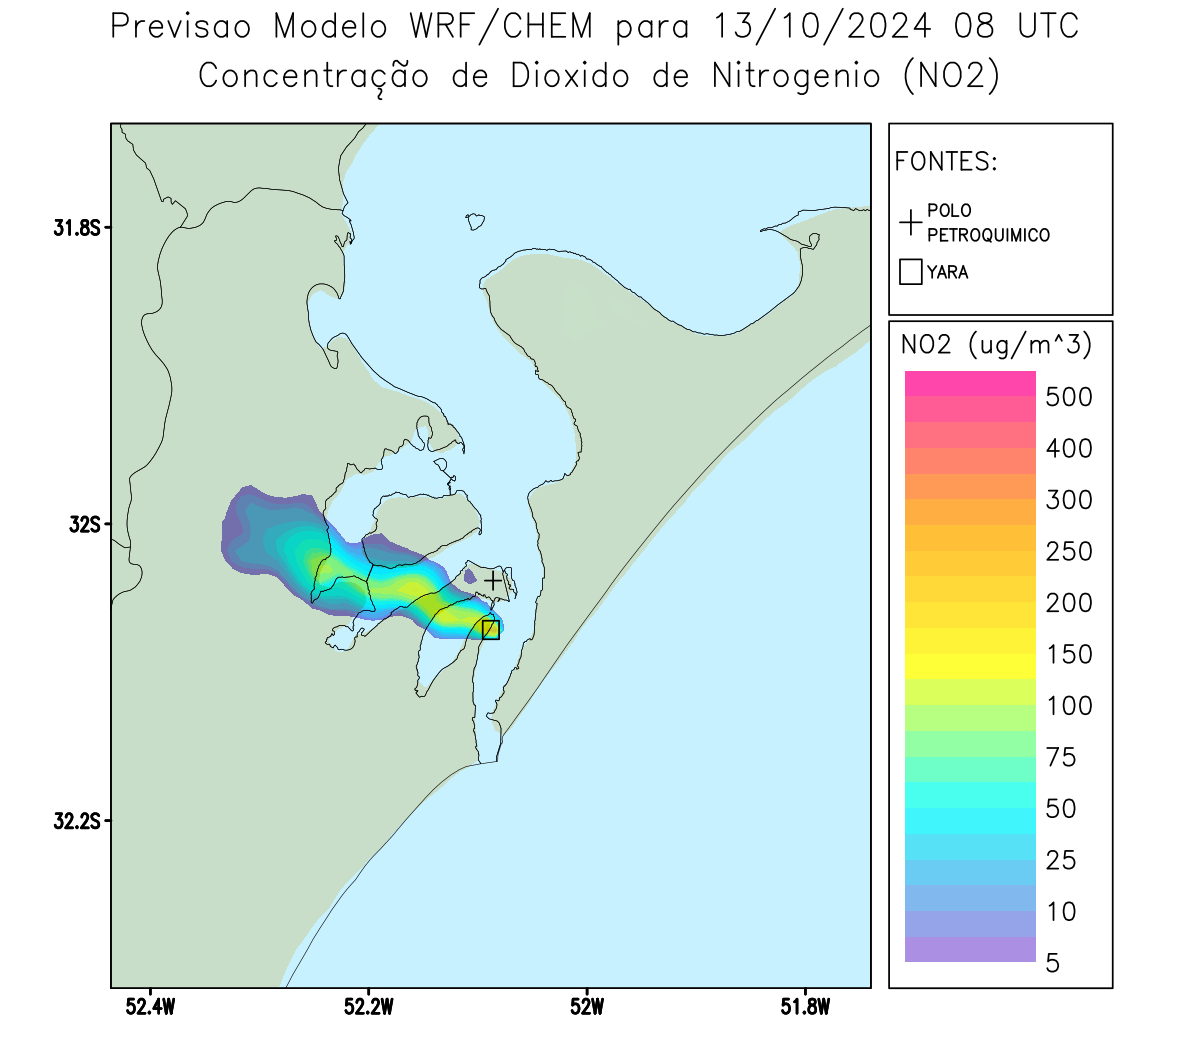 Previsao Modelo WRF/CHEM para 13/10/2024 08 UTC
Concentração de Dioxido de Nitrogenio (NO2)
FONTES:
POLO
PETROQUIMICO
YARA
31.8S
32S
32.2S
52.4W
52.2W
52W
51.8W
NO2 (ug/m^3)
500
400
300
250
200
150
100
75
50
25
10
5